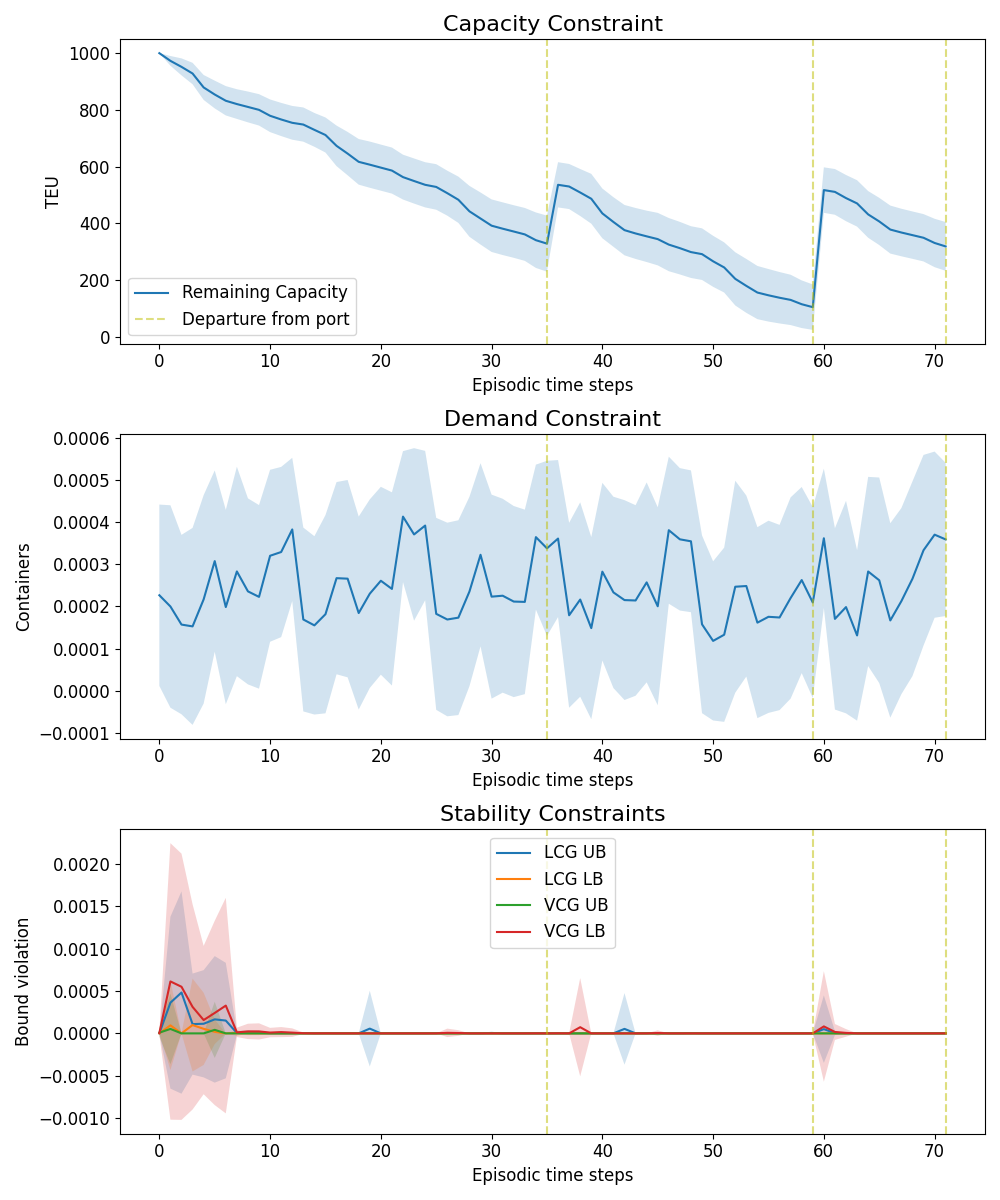 Capacity Constraint
1000
800
600
400
200
0
TEU
Remaining Capacity
Departure from port
0 10 20 30 40 50 60 70
Episodic time steps
Demand Constraint
0.0006
0.0005
0.0004
0.0003
0.0002
0.0001
0.0000
−0.0001
Containers
0 10 20 30 40 50 60 70
Episodic time steps
Stability Constraints
0.0020
0.0015
0.0010
0.0005
0.0000
−0.0005
−0.0010
Bound violation
LCG UB
LCG LB
VCG UB
VCG LB
0 10 20 30 40 50 60 70
Episodic time steps